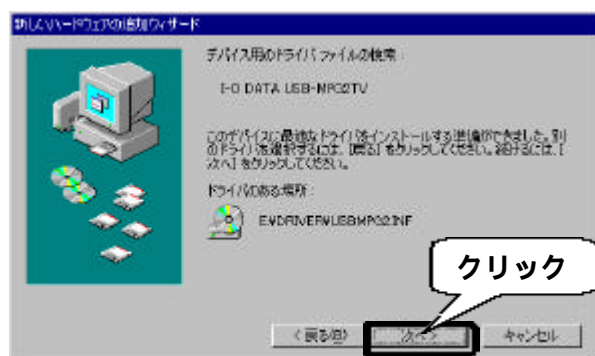 新しいハードウェアの追加ウィザード
デバイス用のドライバ ファイルの検索:
I-O DATA USB-MPG2TV
このデバイスに最適なドライバをインストールする準備ができました。別
のドライバを選択するには、[戻る] をクリックしてください。続けるには、[
次へ] をクリックしてください。
ドライバのある場所:
E:¥DRIVER¥USBMPG2.INF
クリック
< 戻る(B)
次へ >
キャンセル